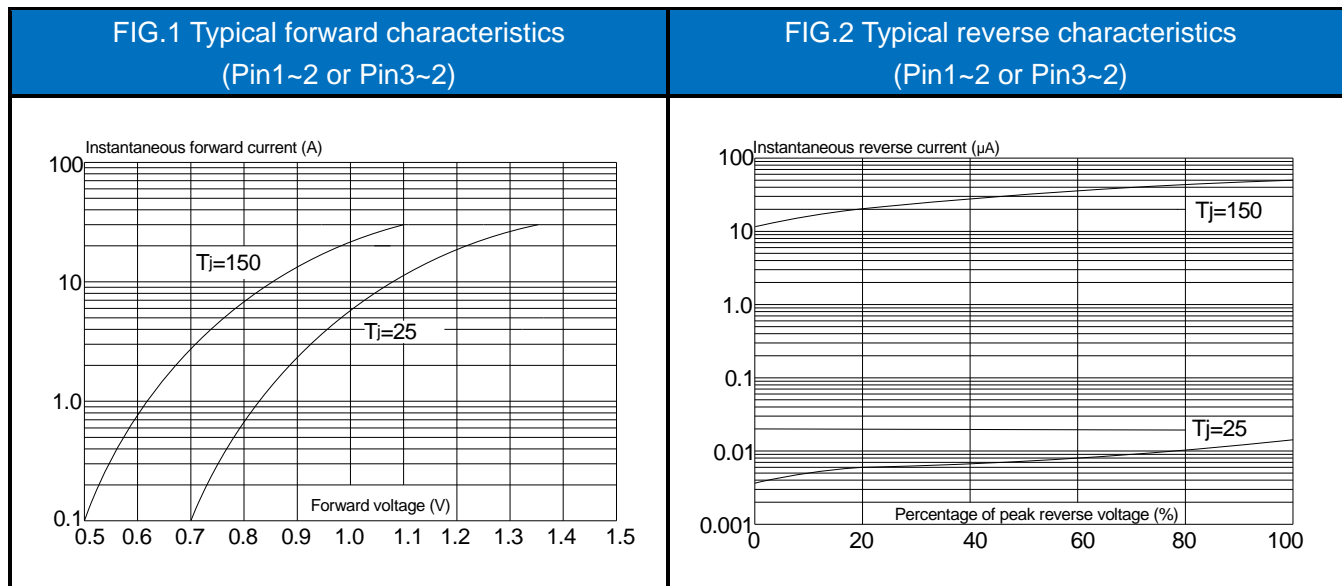 FIG.1 Typical forward characteristics
(Pin1~2 or Pin3~2)
Instantaneous forward current (A)
100
10
1.0
0.1
Tj=150
Tj=25
Forward voltage (V)
0.5 0.6 0.7 0.8 0.9 1.0 1.1 1.2 1.3 1.4 1.5
FIG.2 Typical reverse characteristics
(Pin1~2 or Pin3~2)
Instantaneous reverse current (µA)
100
10
1.0
0.1
0.01
0.001
Tj=150
Tj=25
Percentage of peak reverse voltage (%)
0 20 40 60 80 100